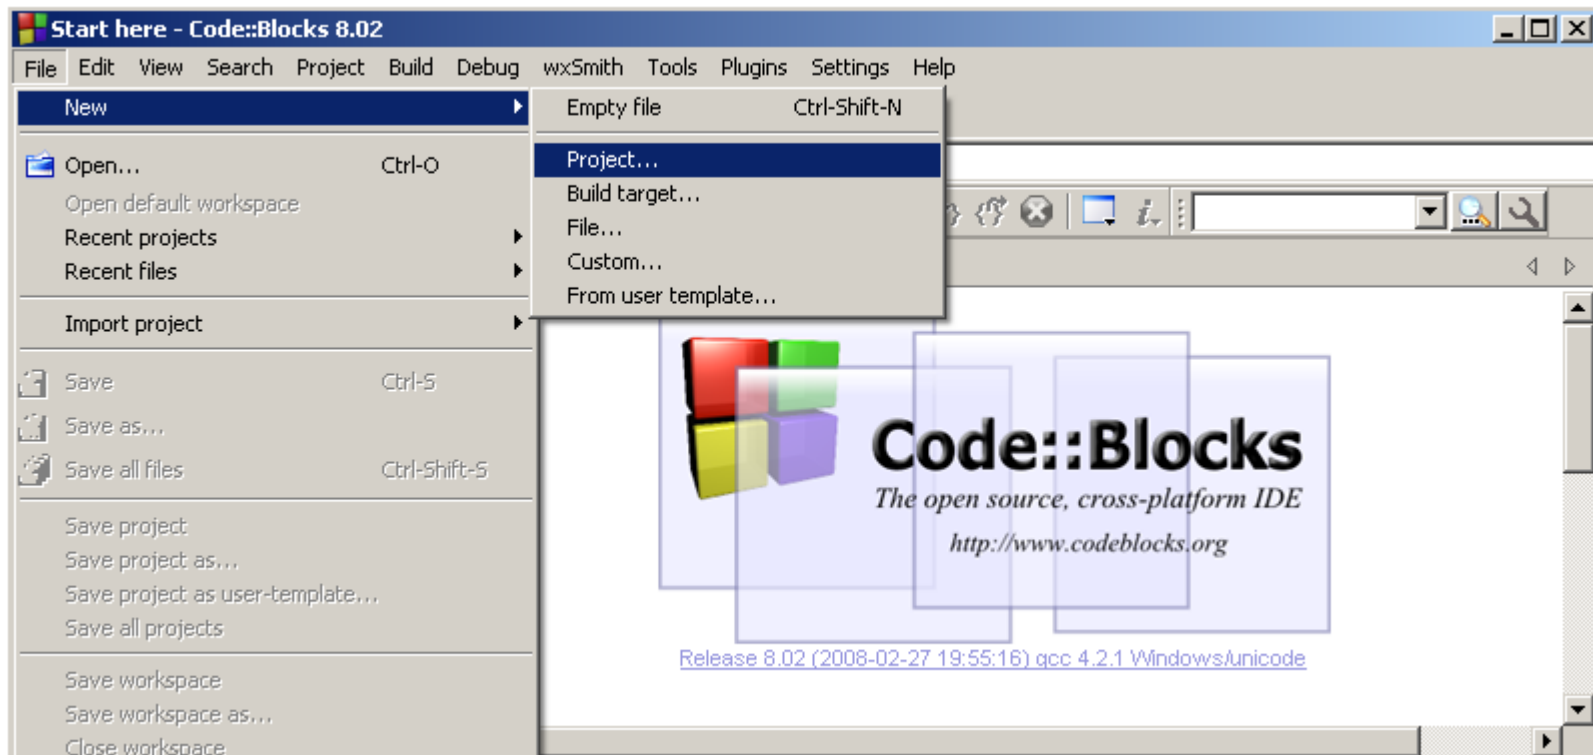 Start here - Code::Blocks 8.02
File Edit View Search Project Build Debug wxSmith Tools Plugins Settings Help
New
Open... Ctrl-O
Open default workspace
Recent projects
Recent files
Import project
Save Ctrl-S
Save as...
Save all files Ctrl-Shift-S
Save project
Save project as...
Save project as user-template...
Save all projects
Save workspace
Save workspace as...
Close workspace
Empty file Ctrl-Shift-N
Project...
Build target...
File...
Custom...
From user template...
Code::Blocks
The open source, cross-platform IDE
http://www.codeblocks.org
Release 8.02 (2008-02-27 19:55:16) gcc 4.2.1 Windows/unicode